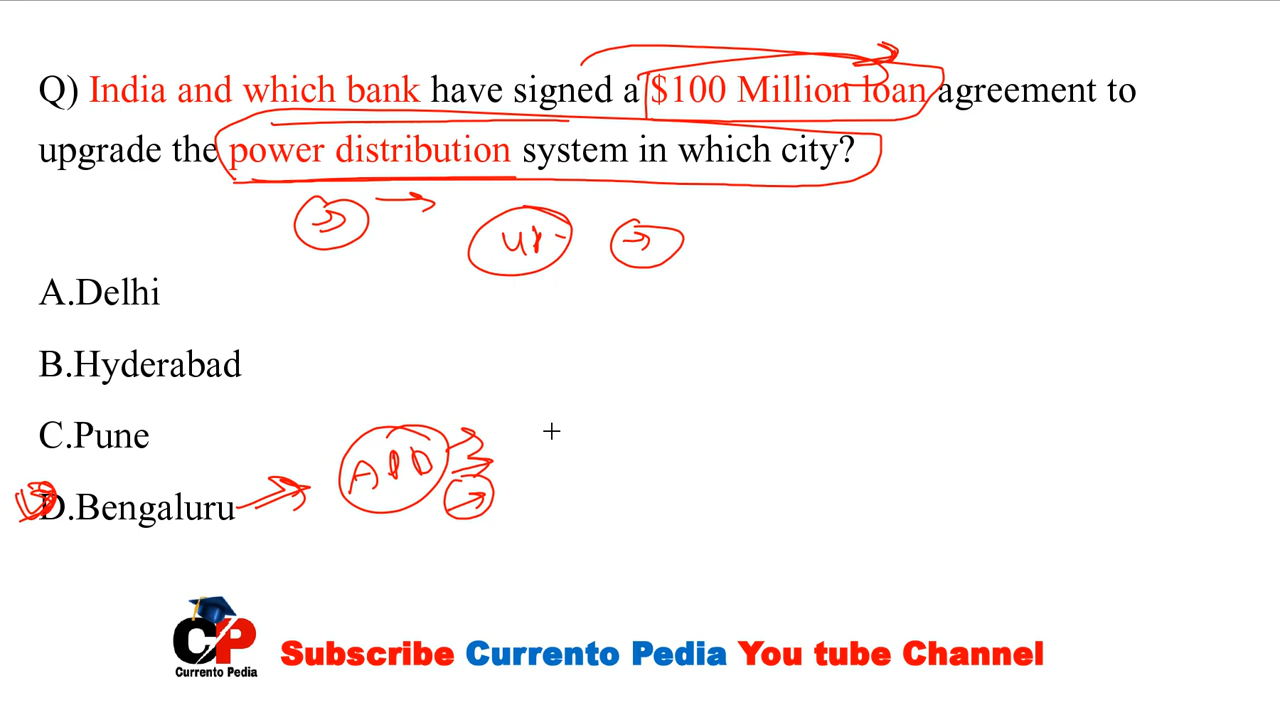 Q) India and which bank have signed a $100 Million loan agreement to
upgrade the power distribution system in which city?
A.Delhi
B.Hyderabad
C.Pune
D.Bengaluru
CP
Currento Pedia
Subscribe Currento Pedia You tube Channel